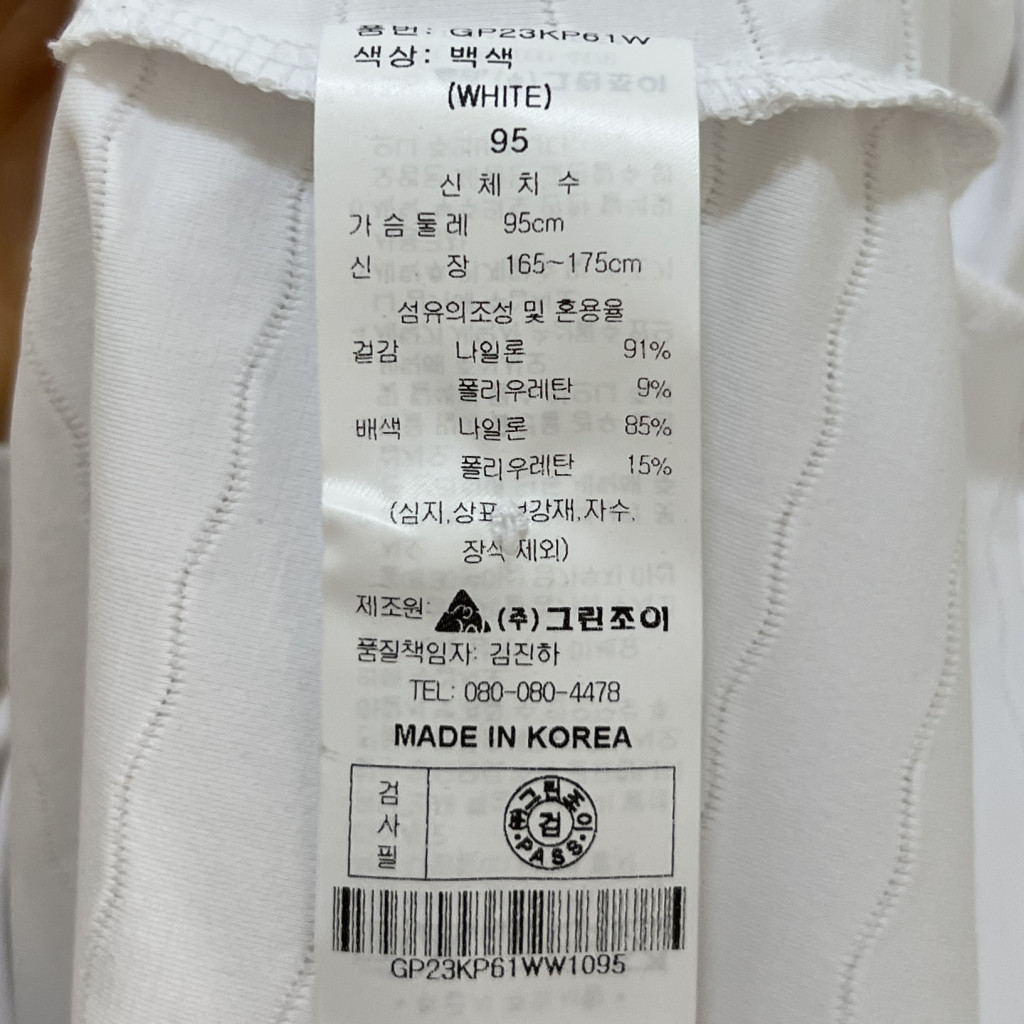 품번: GP23KP61W
색상: 백색
(WHITE)
95
신체치수
가슴둘레 95cm
신 장 165~175cm
섬유의조성 및 혼용율
겉감 나일론 91%
폴리우레탄 9%
배색 나일론 85%
폴리우레탄 15%
(심지,상표, 자수,
장식 제외)
제조원: (주)그린조이
품질책임자: 김진하
TEL: 080-080-4478
MADE IN KOREA
검사필
그린조이
검
PASS
GP23KP61WW1095